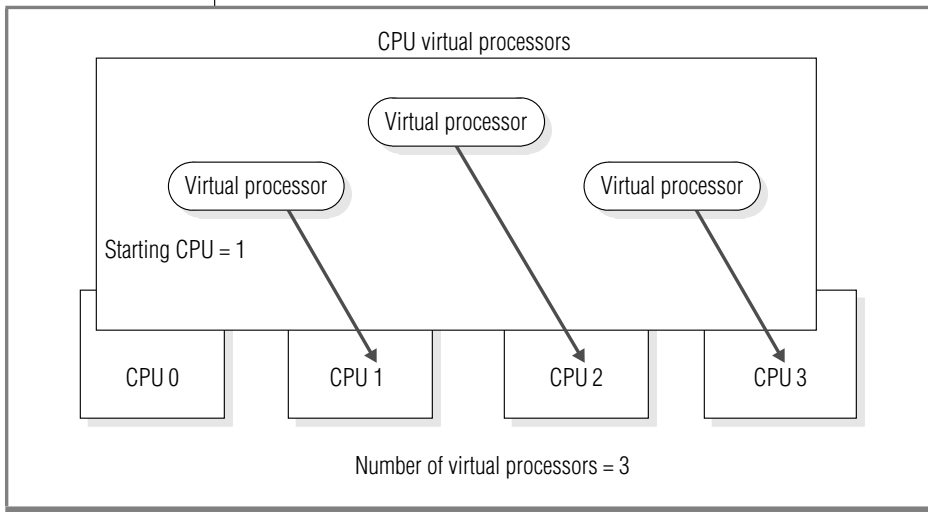 CPU virtual processors
Virtual processor
Virtual processor
Virtual processor
Starting CPU = 1
CPU 0
CPU 1
CPU 2
CPU 3
Number of virtual processors = 3